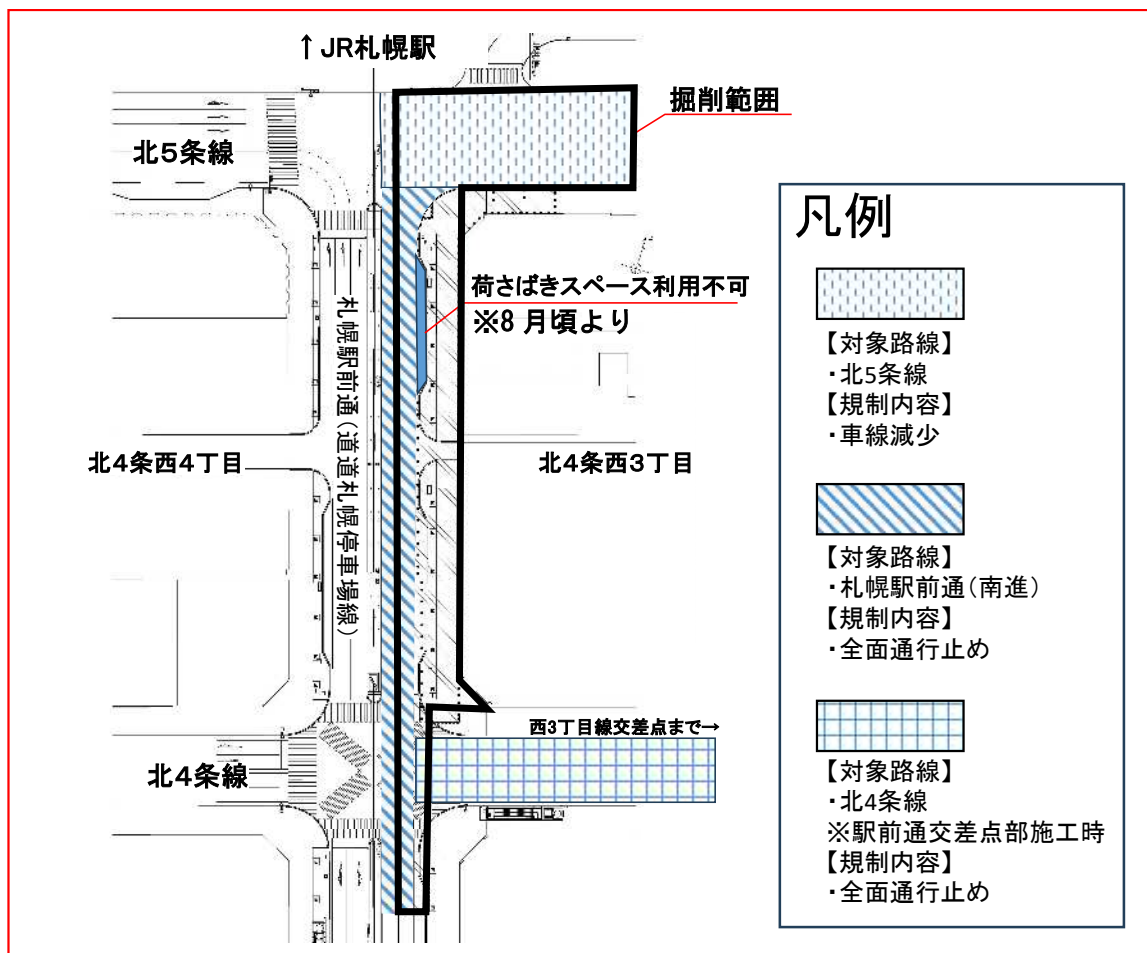 ↑JR札幌駅
掘削範囲
北5条線
荷さばきスペース利用不可
※8月頃より
札幌駅前通(道道札幌停車場線)
北4条西4丁目
北4条西3丁目
西3丁目線交差点まで→
北4条線
凡例
【対象路線】
・北5条線
【規制内容】
・車線減少
【対象路線】
・札幌駅前通(南進)
【規制内容】
・全面通行止め
【対象路線】
・北4条線
※駅前通交差点部施工時
【規制内容】
・全面通行止め